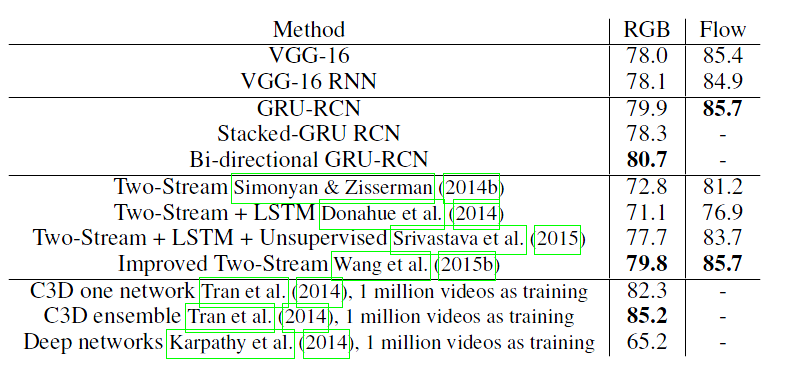 Method RGB Flow
VGG-16 78.0 85.4
VGG-16 RNN 78.1 84.9
GRU-RCN 79.9 85.7
Stacked-GRU RCN 78.3 -
Bi-directional GRU-RCN 80.7 -
Two-Stream Simonyan & Zisserman (2014b) 72.8 81.2
Two-Stream + LSTM Donahue et al. (2014) 71.1 76.9
Two-Stream + LSTM + Unsupervised Srivastava et al. (2015) 77.7 83.7
Improved Two-Stream Wang et al. (2015b) 79.8 85.7
C3D one network Tran et al. (2014), 1 million videos as training 82.3 -
C3D ensemble Tran et al. (2014), 1 million videos as training 85.2 -
Deep networks Karpathy et al. (2014), 1 million videos as training 65.2 -